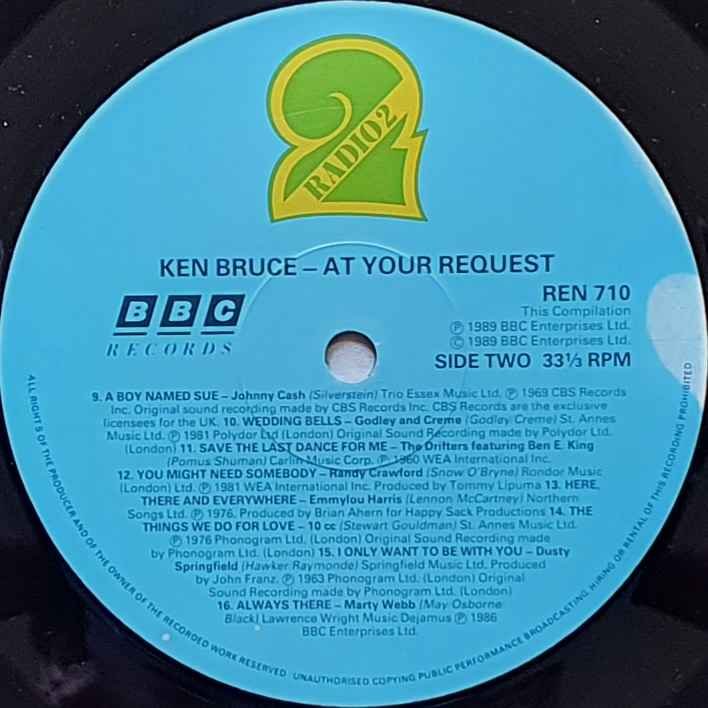 RADIO 2
KEN BRUCE – AT YOUR REQUEST
BBC
RECORDS
REN 710
This Compilation
Ⓟ 1989 BBC Enterprises Ltd.
© 1989 BBC Enterprises Ltd.
SIDE TWO 33⅓ RPM
9. A BOY NAMED SUE – Johnny Cash (Silverstein) Trio Essex Music Ltd. Ⓟ 1969 CBS Records
Inc. Original sound recording made by CBS Records Inc. CBS Records are the exclusive
licensees for the UK. 10. WEDDING BELLS – Godley and Creme (Godley Creme) St. Annes
Music Ltd. Ⓟ 1981 Polydor Ltd (London) Original Sound Recording made by Polydor Ltd.
(London) 11. SAVE THE LAST DANCE FOR ME – The Drifters featuring Ben E. King
(Pomus Shuman) Carlin Music Corp. Ⓟ 1960 WEA International Inc.
12. YOU MIGHT NEED SOMEBODY – Randy Crawford (Snow O'Bryne) Rondor Music
(London) Ltd. Ⓟ 1981 WEA International Inc. Produced by Tommy Lipuma 13. HERE,
THERE AND EVERYWHERE – Emmylou Harris (Lennon McCartney) Northern
Songs Ltd. Ⓟ 1976. Produced by Brian Ahern for Happy Sack Productions 14. THE
THINGS WE DO FOR LOVE – 10 cc (Stewart Gouldman) St. Annes Music Ltd.
Ⓟ 1976 Phonogram Ltd. (London) Original Sound Recording made
by Phonogram Ltd. (London) 15. I ONLY WANT TO BE WITH YOU – Dusty
Springfield (Hawker Raymonde) Springfield Music Ltd. Produced
by John Franz. Ⓟ 1963 Phonogram Ltd. (London) Original
Sound Recording made by Phonogram Ltd. (London)
16. ALWAYS THERE – Marty Webb (May Osborne
Black) Lawrence Wright Music Dejamus Ⓟ 1986
BBC Enterprises Ltd.
ALL RIGHTS OF THE PRODUCER AND OF THE OWNER OF THE RECORDED WORK RESERVED · UNAUTHORISED COPYING PUBLIC PERFORMANCE BROADCASTING, HIRING OR RENTAL OF THIS RECORDING PROHIBITED